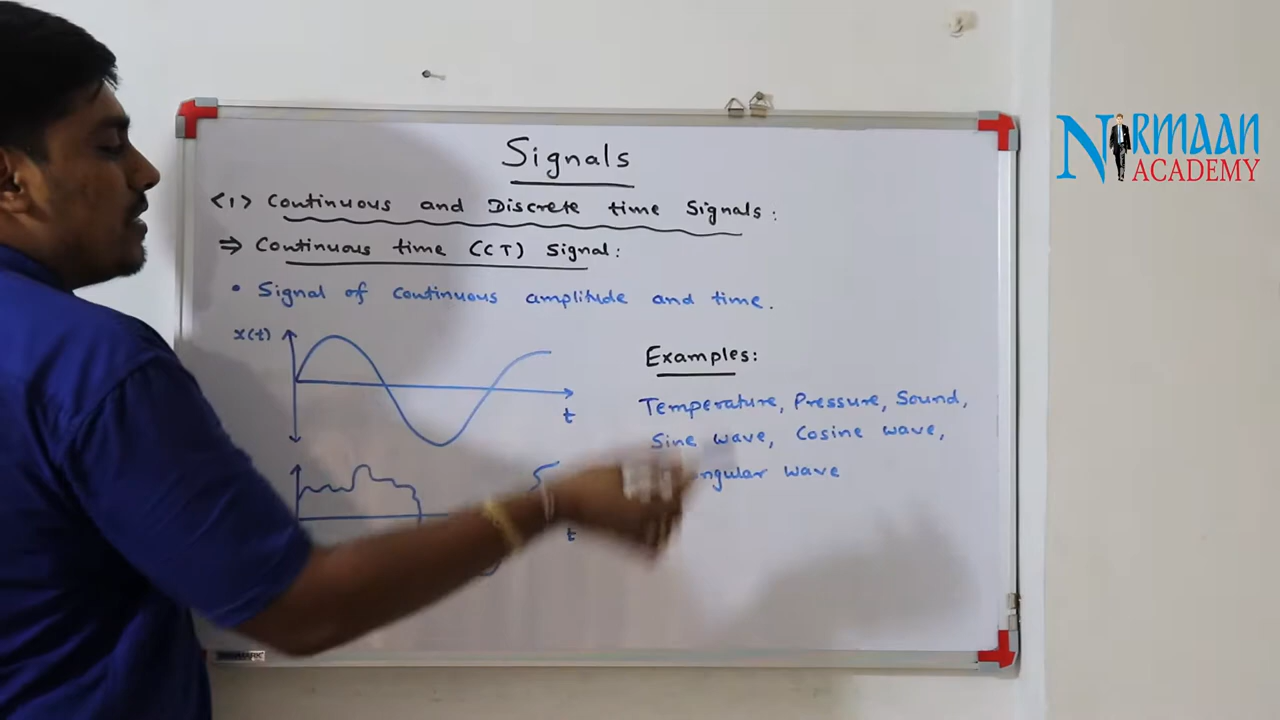 Signals
<1> Continuous and Discrete time Signals:
⇒ Continuous time (CT) Signal:
• Signal of continuous amplitude and time.
x(t)
t
t
Examples:
Temperature, Pressure, Sound,
Sine wave, Cosine wave,
wave
NIRMAAN
ACADEMY